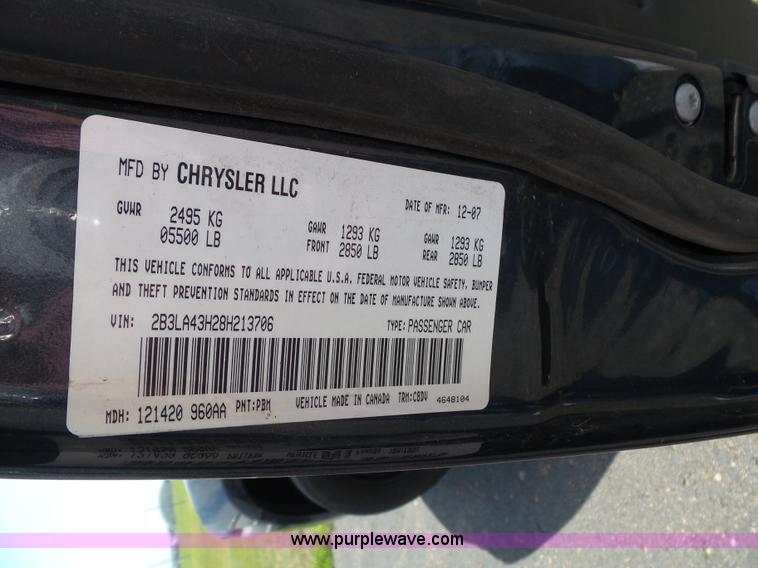 MFD BY CHRYSLER LLC
DATE OF MFR: 12-07
GVWR 2495 KG 05500 LB
GAWR FRONT 1293 KG 2850 LB
GAWR REAR 1293 KG 2850 LB
THIS VEHICLE CONFORMS TO ALL APPLICABLE U.S.A. FEDERAL MOTOR VEHICLE SAFETY, BUMPER
AND THEFT PREVENTION STANDARDS IN EFFECT ON THE DATE OF MANUFACTURE SHOWN ABOVE.
VIN: 2B3LA43H28H213706 TYPE: PASSENGER CAR
MDH: 121420 960AA PNT:PBM VEHICLE MADE IN CANADA TRM:C8DV 4648104
www.purplewave.com